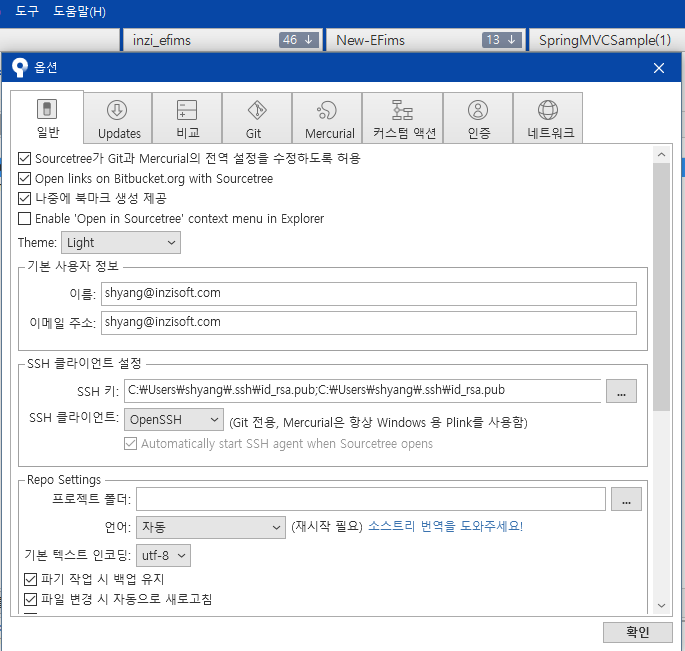 도구 도움말(H)
inzi_efims 46 ↓ New-EFims 13 ↓ SpringMVCSample(1)
옵션
일반 Updates 비교 Git Mercurial 커스텀 액션 인증 네트워크
Sourcetree가 Git과 Mercurial의 전역 설정을 수정하도록 허용
Open links on Bitbucket.org with Sourcetree
나중에 북마크 생성 제공
Enable 'Open in Sourcetree' context menu in Explorer
Theme: Light
기본 사용자 정보
이름: shyang@inzisoft.com
이메일 주소: shyang@inzisoft.com
SSH 클라이언트 설정
SSH 키: C:₩Users₩shyang₩.ssh₩id_rsa.pub;C:₩Users₩shyang₩.ssh₩id_rsa.pub ...
SSH 클라이언트: OpenSSH (Git 전용, Mercurial은 항상 Windows 용 Plink를 사용함)
Automatically start SSH agent when Sourcetree opens
Repo Settings
프로젝트 폴더: ...
언어: 자동 (재시작 필요) 소스트리 번역을 도와주세요!
기본 텍스트 인코딩: utf-8
파기 작업 시 백업 유지
파일 변경 시 자동으로 새로고침
확인